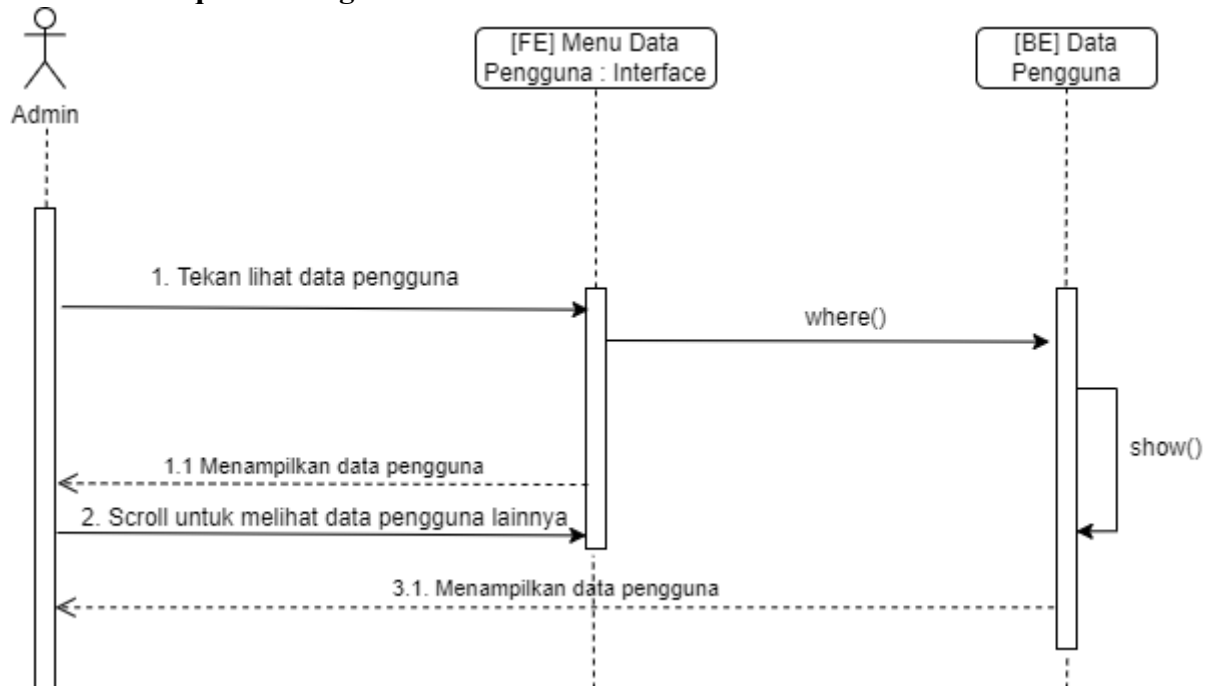 [FE] Menu Data
Pengguna : Interface
[BE] Data
Pengguna
Admin
1. Tekan lihat data pengguna
where()
show()
1.1 Menampilkan data pengguna
2. Scroll untuk melihat data pengguna lainnya
3.1. Menampilkan data pengguna